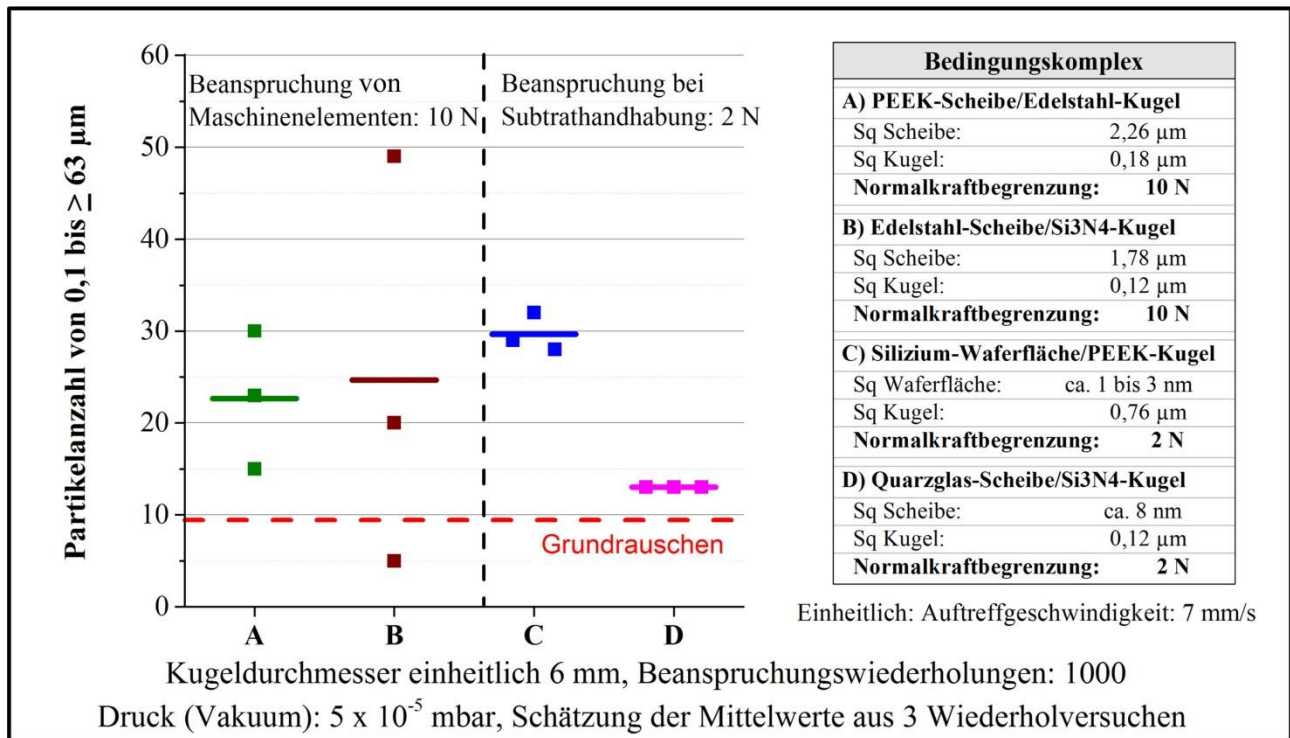 Partikelanzahl von 0,1 bis ≥ 63 µm
60
50
40
30
20
10
0
Beanspruchung von
Maschinenelementen: 10 N
Beanspruchung bei
Subtrathandhabung: 2 N
Grundrauschen
A
B
C
D
Bedingungskomplex
A) PEEK-Scheibe/Edelstahl-Kugel
Sq Scheibe: 2,26 µm
Sq Kugel: 0,18 µm
Normalkraftbegrenzung: 10 N
B) Edelstahl-Scheibe/Si3N4-Kugel
Sq Scheibe: 1,78 µm
Sq Kugel: 0,12 µm
Normalkraftbegrenzung: 10 N
C) Silizium-Waferfläche/PEEK-Kugel
Sq Waferfläche: ca. 1 bis 3 nm
Sq Kugel: 0,76 µm
Normalkraftbegrenzung: 2 N
D) Quarzglas-Scheibe/Si3N4-Kugel
Sq Scheibe: ca. 8 nm
Sq Kugel: 0,12 µm
Normalkraftbegrenzung: 2 N
Einheitlich: Auftreffgeschwindigkeit: 7 mm/s
Kugeldurchmesser einheitlich 6 mm, Beanspruchungswiederholungen: 1000
Druck (Vakuum): 5 x 10⁻⁵ mbar, Schätzung der Mittelwerte aus 3 Wiederholversuchen